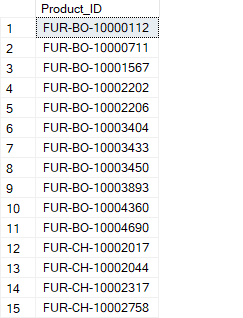 Product_ID
1 FUR-BO-10000112
2 FUR-BO-10000711
3 FUR-BO-10001567
4 FUR-BO-10002202
5 FUR-BO-10002206
6 FUR-BO-10003404
7 FUR-BO-10003433
8 FUR-BO-10003450
9 FUR-BO-10003893
10 FUR-BO-10004360
11 FUR-BO-10004690
12 FUR-CH-10002017
13 FUR-CH-10002044
14 FUR-CH-10002317
15 FUR-CH-10002758